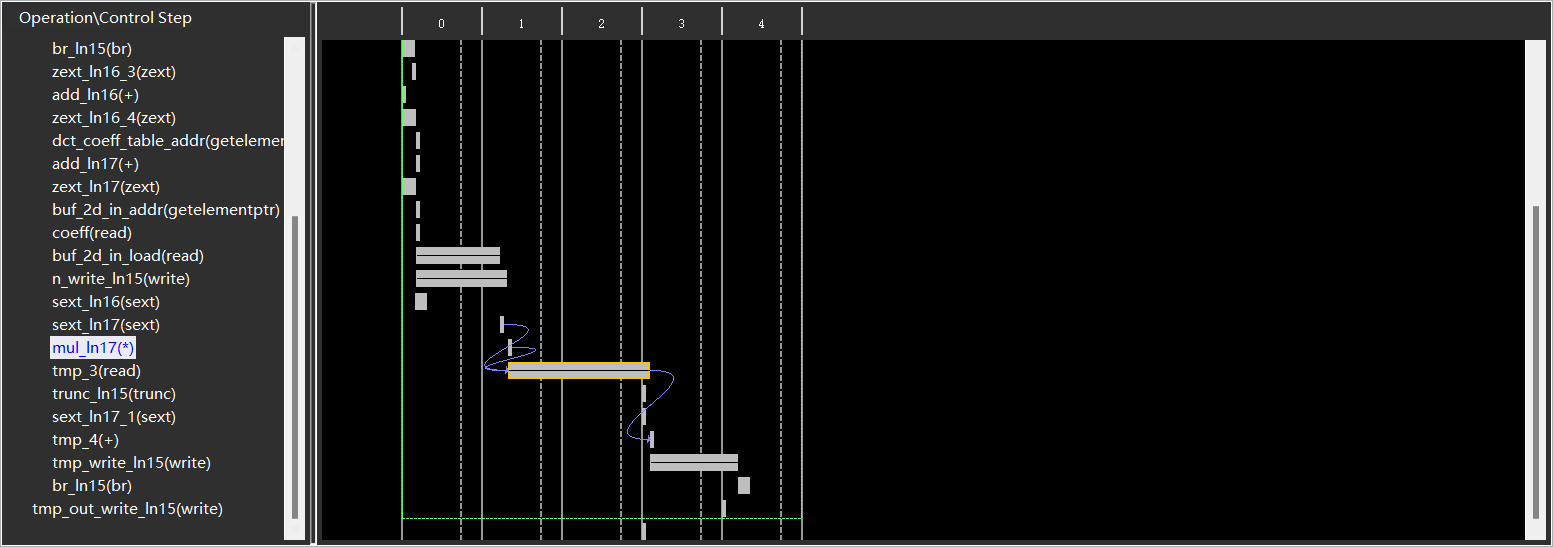 Operation\Control Step
0 1 2 3 4
br_ln15(br)
zext_ln16_3(zext)
add_ln16(+)
zext_ln16_4(zext)
dct_coeff_table_addr(getelemen
add_ln17(+)
zext_ln17(zext)
buf_2d_in_addr(getelementptr)
coeff(read)
buf_2d_in_load(read)
n_write_ln15(write)
sext_ln16(sext)
sext_ln17(sext)
mul_ln17(*)
tmp_3(read)
trunc_ln15(trunc)
sext_ln17_1(sext)
tmp_4(+)
tmp_write_ln15(write)
br_ln15(br)
tmp_out_write_ln15(write)